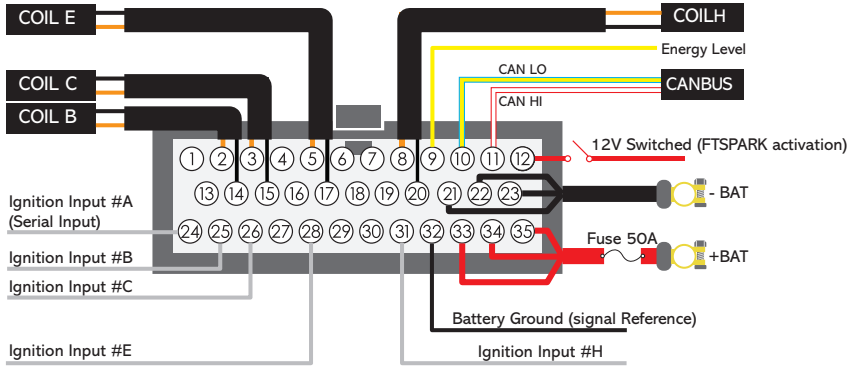 COIL E
COILH
Energy Level
COIL C
CAN LO
CANBUS
CAN HI
COIL B
12V Switched (FTSPARK activation)
1 2 3 4 5 6 7 8 9 10 11 12
13 14 15 16 17 18 19 20 21 22 23
- BAT
Ignition Input #A
(Serial Input)
24 25 26 27 28 29 30 31 32 33 34 35
Fuse 50A
+BAT
Ignition Input #B
Ignition Input #C
Battery Ground (signal Reference)
Ignition Input #E
Ignition Input #H